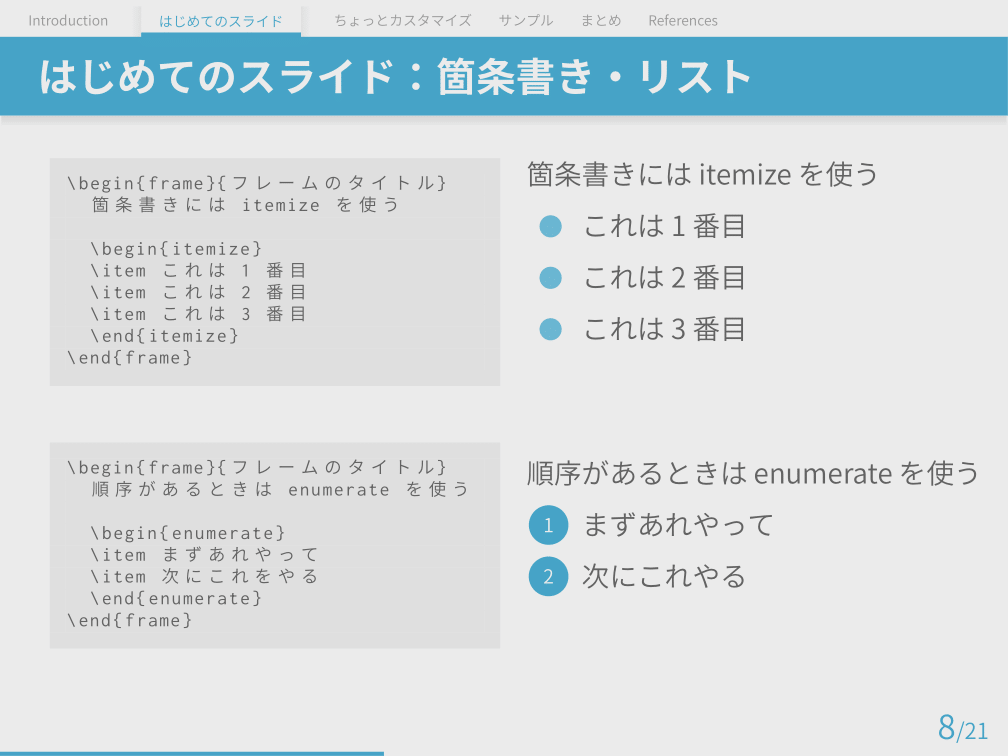 Introduction はじめてのスライド ちょっとカスタマイズ サンプル まとめ References
はじめてのスライド：箇条書き・リスト
\begin{frame}{フレームのタイトル}
箇条書きには itemize を使う
\begin{itemize}
\item これは 1 番目
\item これは 2 番目
\item これは 3 番目
\end{itemize}
\end{frame}
箇条書きには itemize を使う
● これは 1 番目
● これは 2 番目
● これは 3 番目
\begin{frame}{フレームのタイトル}
順序があるときは enumerate を使う
\begin{enumerate}
\item まずあれやって
\item 次にこれをやる
\end{enumerate}
\end{frame}
順序があるときは enumerate を使う
1 まずあれやって
2 次にこれやる
8/21